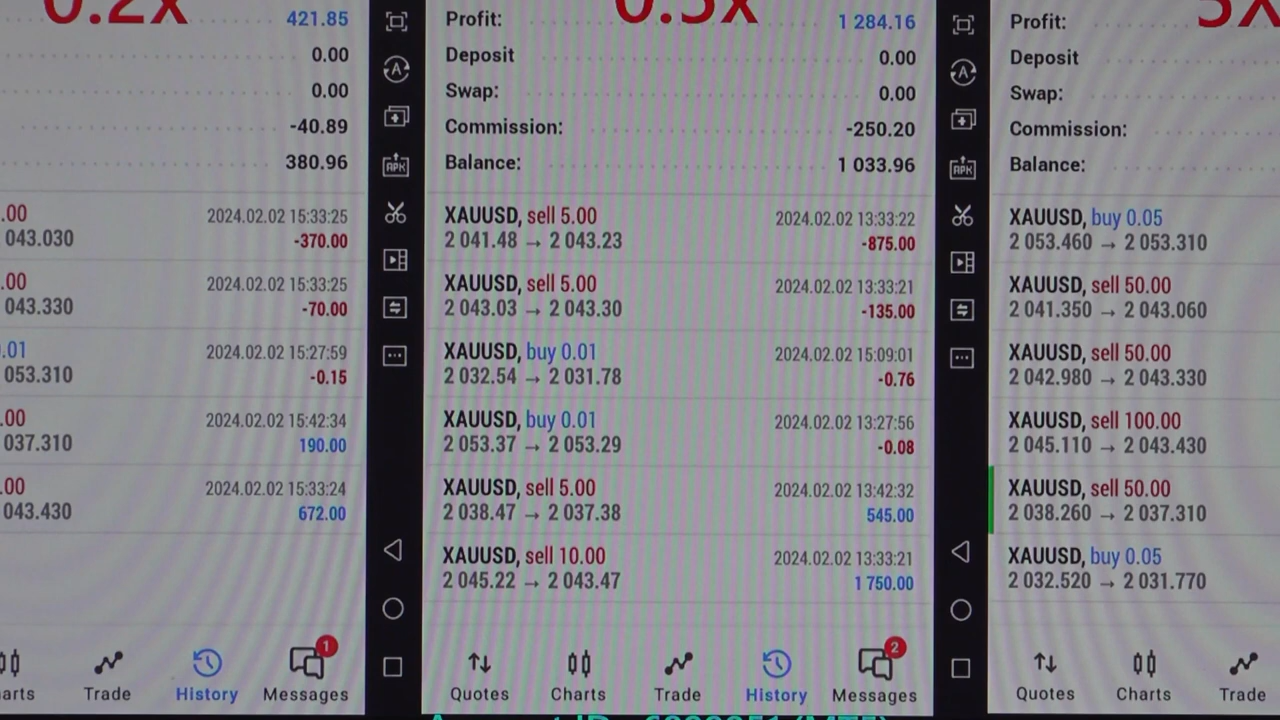 0.2x
421.85
0.00
0.00
-40.89
380.96
.00 2024.02.02 15:33:25
043.030 -370.00
.00 2024.02.02 15:33:25
043.330 -70.00
.01 2024.02.02 15:27:59
053.310 -0.15
.00 2024.02.02 15:42:34
037.310 190.00
.00 2024.02.02 15:33:24
043.430 672.00
1
arts Trade History Messages
A
APK
Profit: 1 284.16
Deposit 0.00
Swap: 0.00
Commission: -250.20
Balance: 1 033.96
XAUUSD, sell 5.00 2024.02.02 13:33:22
2 041.48 → 2 043.23 -875.00
XAUUSD, sell 5.00 2024.02.02 13:33:21
2 043.03 → 2 043.30 -135.00
XAUUSD, buy 0.01 2024.02.02 15:09:01
2 032.54 → 2 031.78 -0.76
XAUUSD, buy 0.01 2024.02.02 13:27:56
2 053.37 → 2 053.29 -0.08
XAUUSD, sell 5.00 2024.02.02 13:42:32
2 038.47 → 2 037.38 545.00
XAUUSD, sell 10.00 2024.02.02 13:33:21
2 045.22 → 2 043.47 1 750.00
2
Quotes Charts Trade History Messages
A
APK
Profit:
Deposit
Swap:
Commission:
Balance:
XAUUSD, buy 0.05
2 053.460 → 2 053.310
XAUUSD, sell 50.00
2 041.350 → 2 043.060
XAUUSD, sell 50.00
2 042.980 → 2 043.330
XAUUSD, sell 100.00
2 045.110 → 2 043.430
XAUUSD, sell 50.00
2 038.260 → 2 037.310
XAUUSD, buy 0.05
2 032.520 → 2 031.770
Quotes Charts Trade